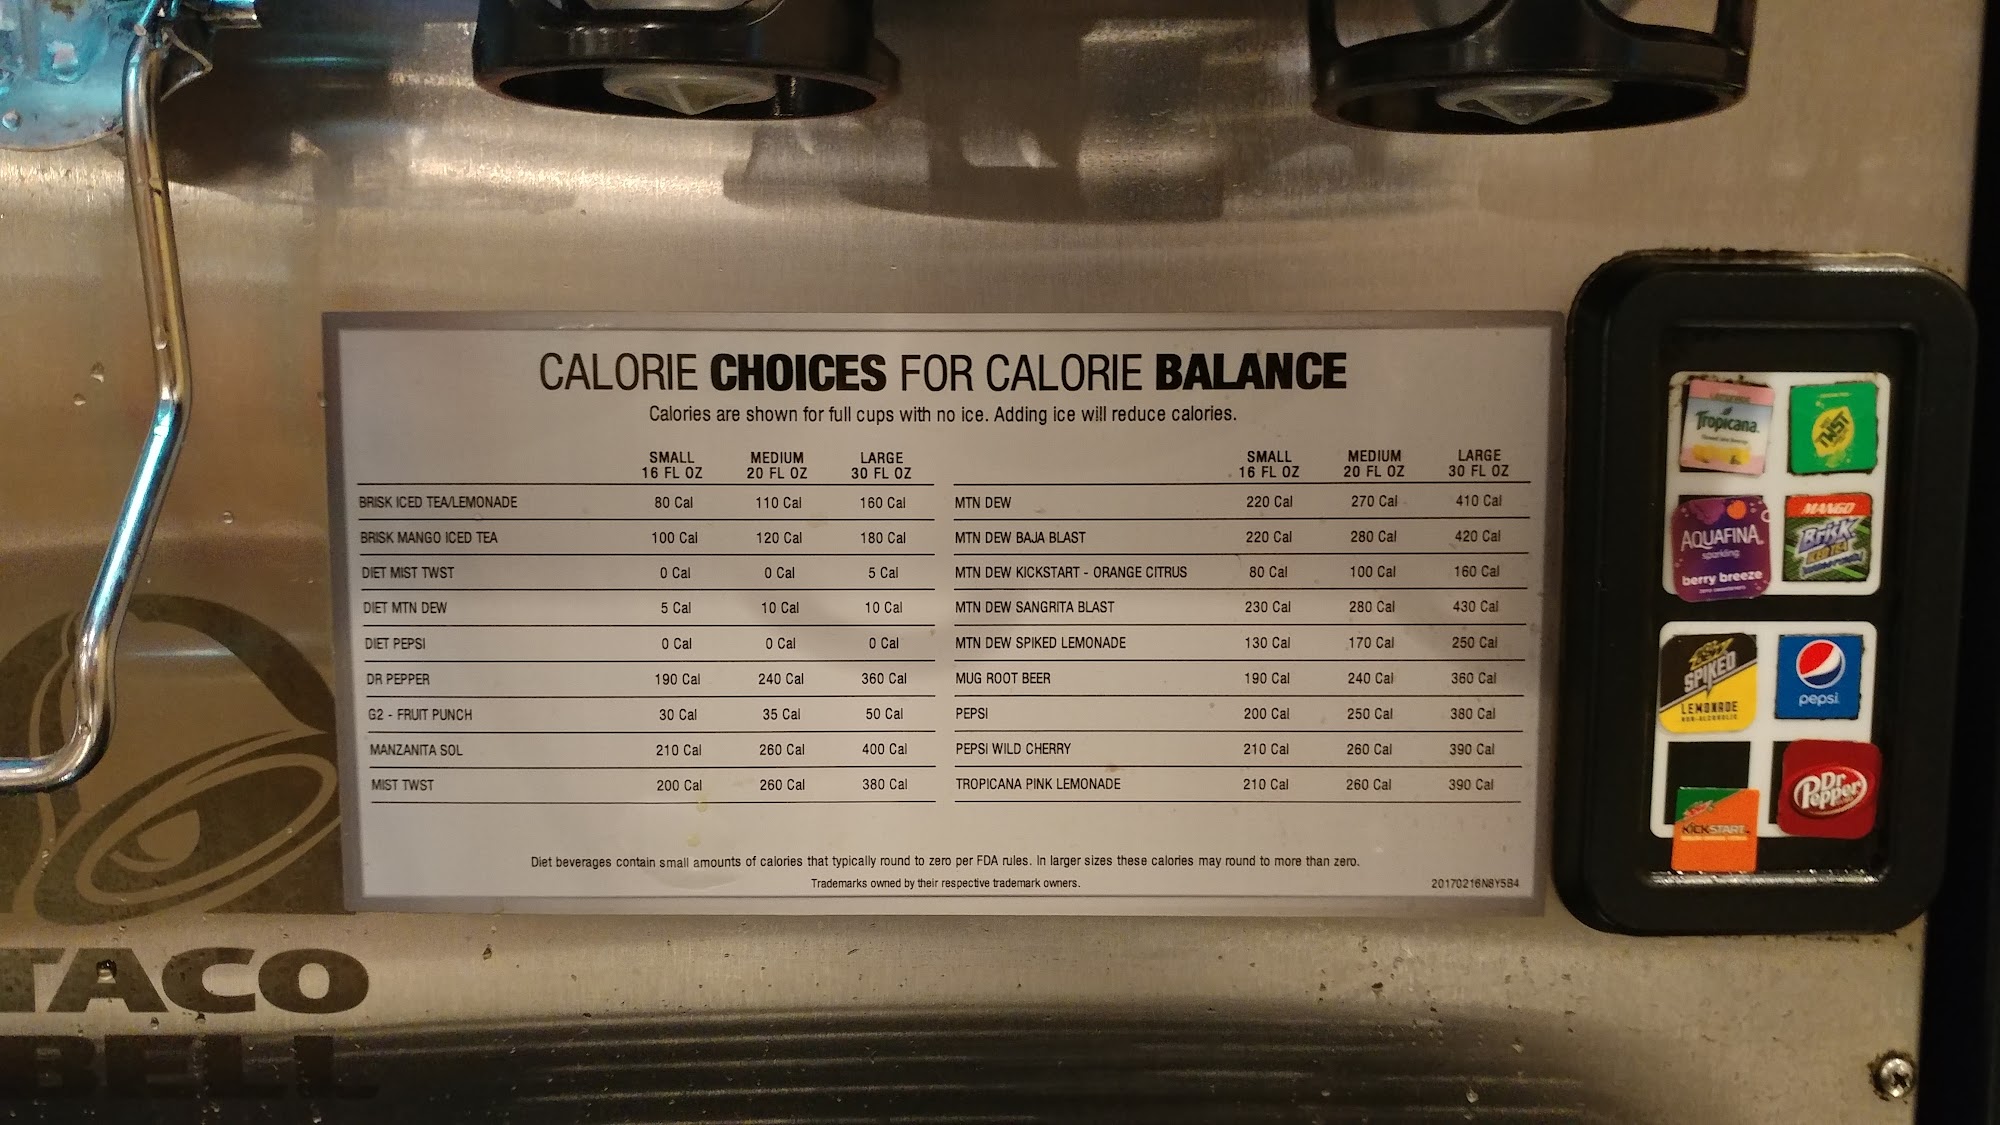 CALORIE CHOICES FOR CALORIE BALANCE
Calories are shown for full cups with no ice. Adding ice will reduce calories.
SMALL MEDIUM LARGE
16 FL OZ 20 FL OZ 30 FL OZ
BRISK ICED TEA/LEMONADE 80 Cal 110 Cal 160 Cal
BRISK MANGO ICED TEA 100 Cal 120 Cal 180 Cal
DIET MIST TWST 0 Cal 0 Cal 5 Cal
DIET MTN DEW 5 Cal 10 Cal 10 Cal
DIET PEPSI 0 Cal 0 Cal 0 Cal
DR PEPPER 190 Cal 240 Cal 360 Cal
G2 - FRUIT PUNCH 30 Cal 35 Cal 50 Cal
MANZANITA SOL 210 Cal 260 Cal 400 Cal
MIST TWST 200 Cal 260 Cal 380 Cal
SMALL MEDIUM LARGE
16 FL OZ 20 FL OZ 30 FL OZ
MTN DEW 220 Cal 270 Cal 410 Cal
MTN DEW BAJA BLAST 220 Cal 280 Cal 420 Cal
MTN DEW KICKSTART - ORANGE CITRUS 80 Cal 100 Cal 160 Cal
MTN DEW SANGRITA BLAST 230 Cal 280 Cal 430 Cal
MTN DEW SPIKED LEMONADE 130 Cal 170 Cal 250 Cal
MUG ROOT BEER 190 Cal 240 Cal 360 Cal
PEPSI 200 Cal 250 Cal 380 Cal
PEPSI WILD CHERRY 210 Cal 260 Cal 390 Cal
TROPICANA PINK LEMONADE 210 Cal 260 Cal 390 Cal
Diet beverages contain small amounts of calories that typically round to zero per FDA rules. In larger sizes these calories may round to more than zero.
Trademarks owned by their respective trademark owners.
20170216N8Y5B4
Tropicana
TWST
AQUAFINA
sparkling
berry breeze
MANGO
Brisk
ICED TEA
SPIKED
LEMONADE
NON-ALCOHOLIC
pepsi
KICKSTART
Dr Pepper
TACO
BELL